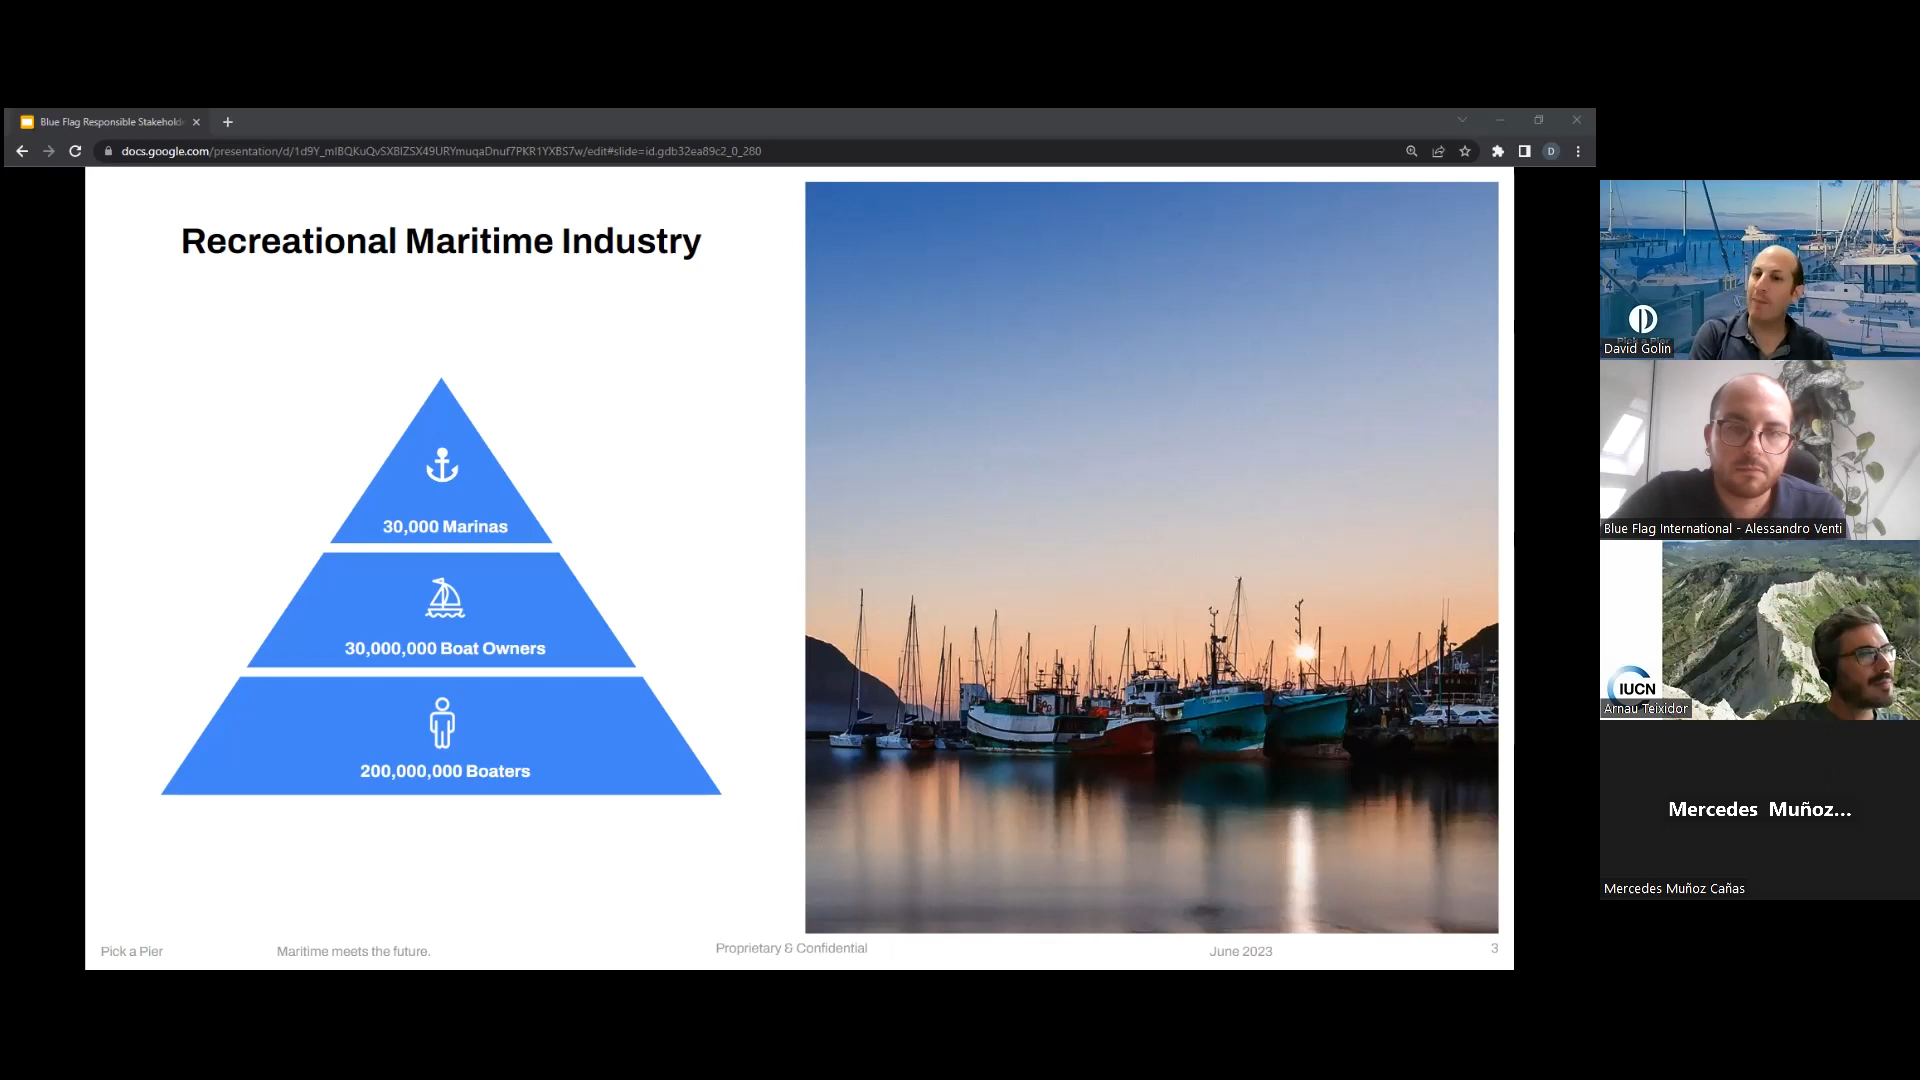 Blue Flag Responsible Stakehold
docs.google.com/presentation/d/1d9Y_mIBQKuQvSXBIZSX49URYmuqaDnuf7PKR1YXBS7w/edit#slide=id.gdb32ea89c2_0_280
D
Recreational Maritime Industry
30,000 Marinas
30,000,000 Boat Owners
200,000,000 Boaters
Pick a Pier
Maritime meets the future.
Proprietary & Confidential
June 2023
3
David Golin
Blue Flag International - Alessandro Venti
IUCN
Arnau Teixidor
Mercedes Muñoz...
Mercedes Muñoz Cañas